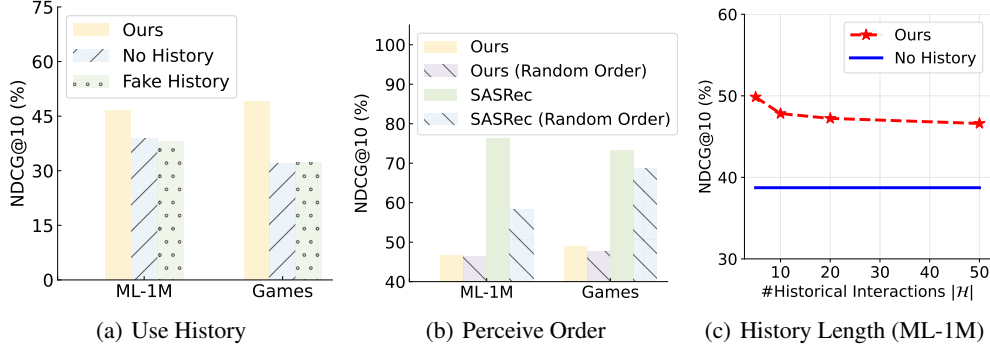 75
60
45
30
15
0
NDCG@10 (%)
Ours
No History
Fake History
ML-1M
Games
(a) Use History
100
90
80
70
60
50
40
NDCG@10 (%)
Ours
Ours (Random Order)
SASRec
SASRec (Random Order)
ML-1M
Games
(b) Perceive Order
60
50
40
30
NDCG@10 (%)
Ours
No History
10
20
30
40
50
#Historical Interactions |ℋ|
(c) History Length (ML-1M)